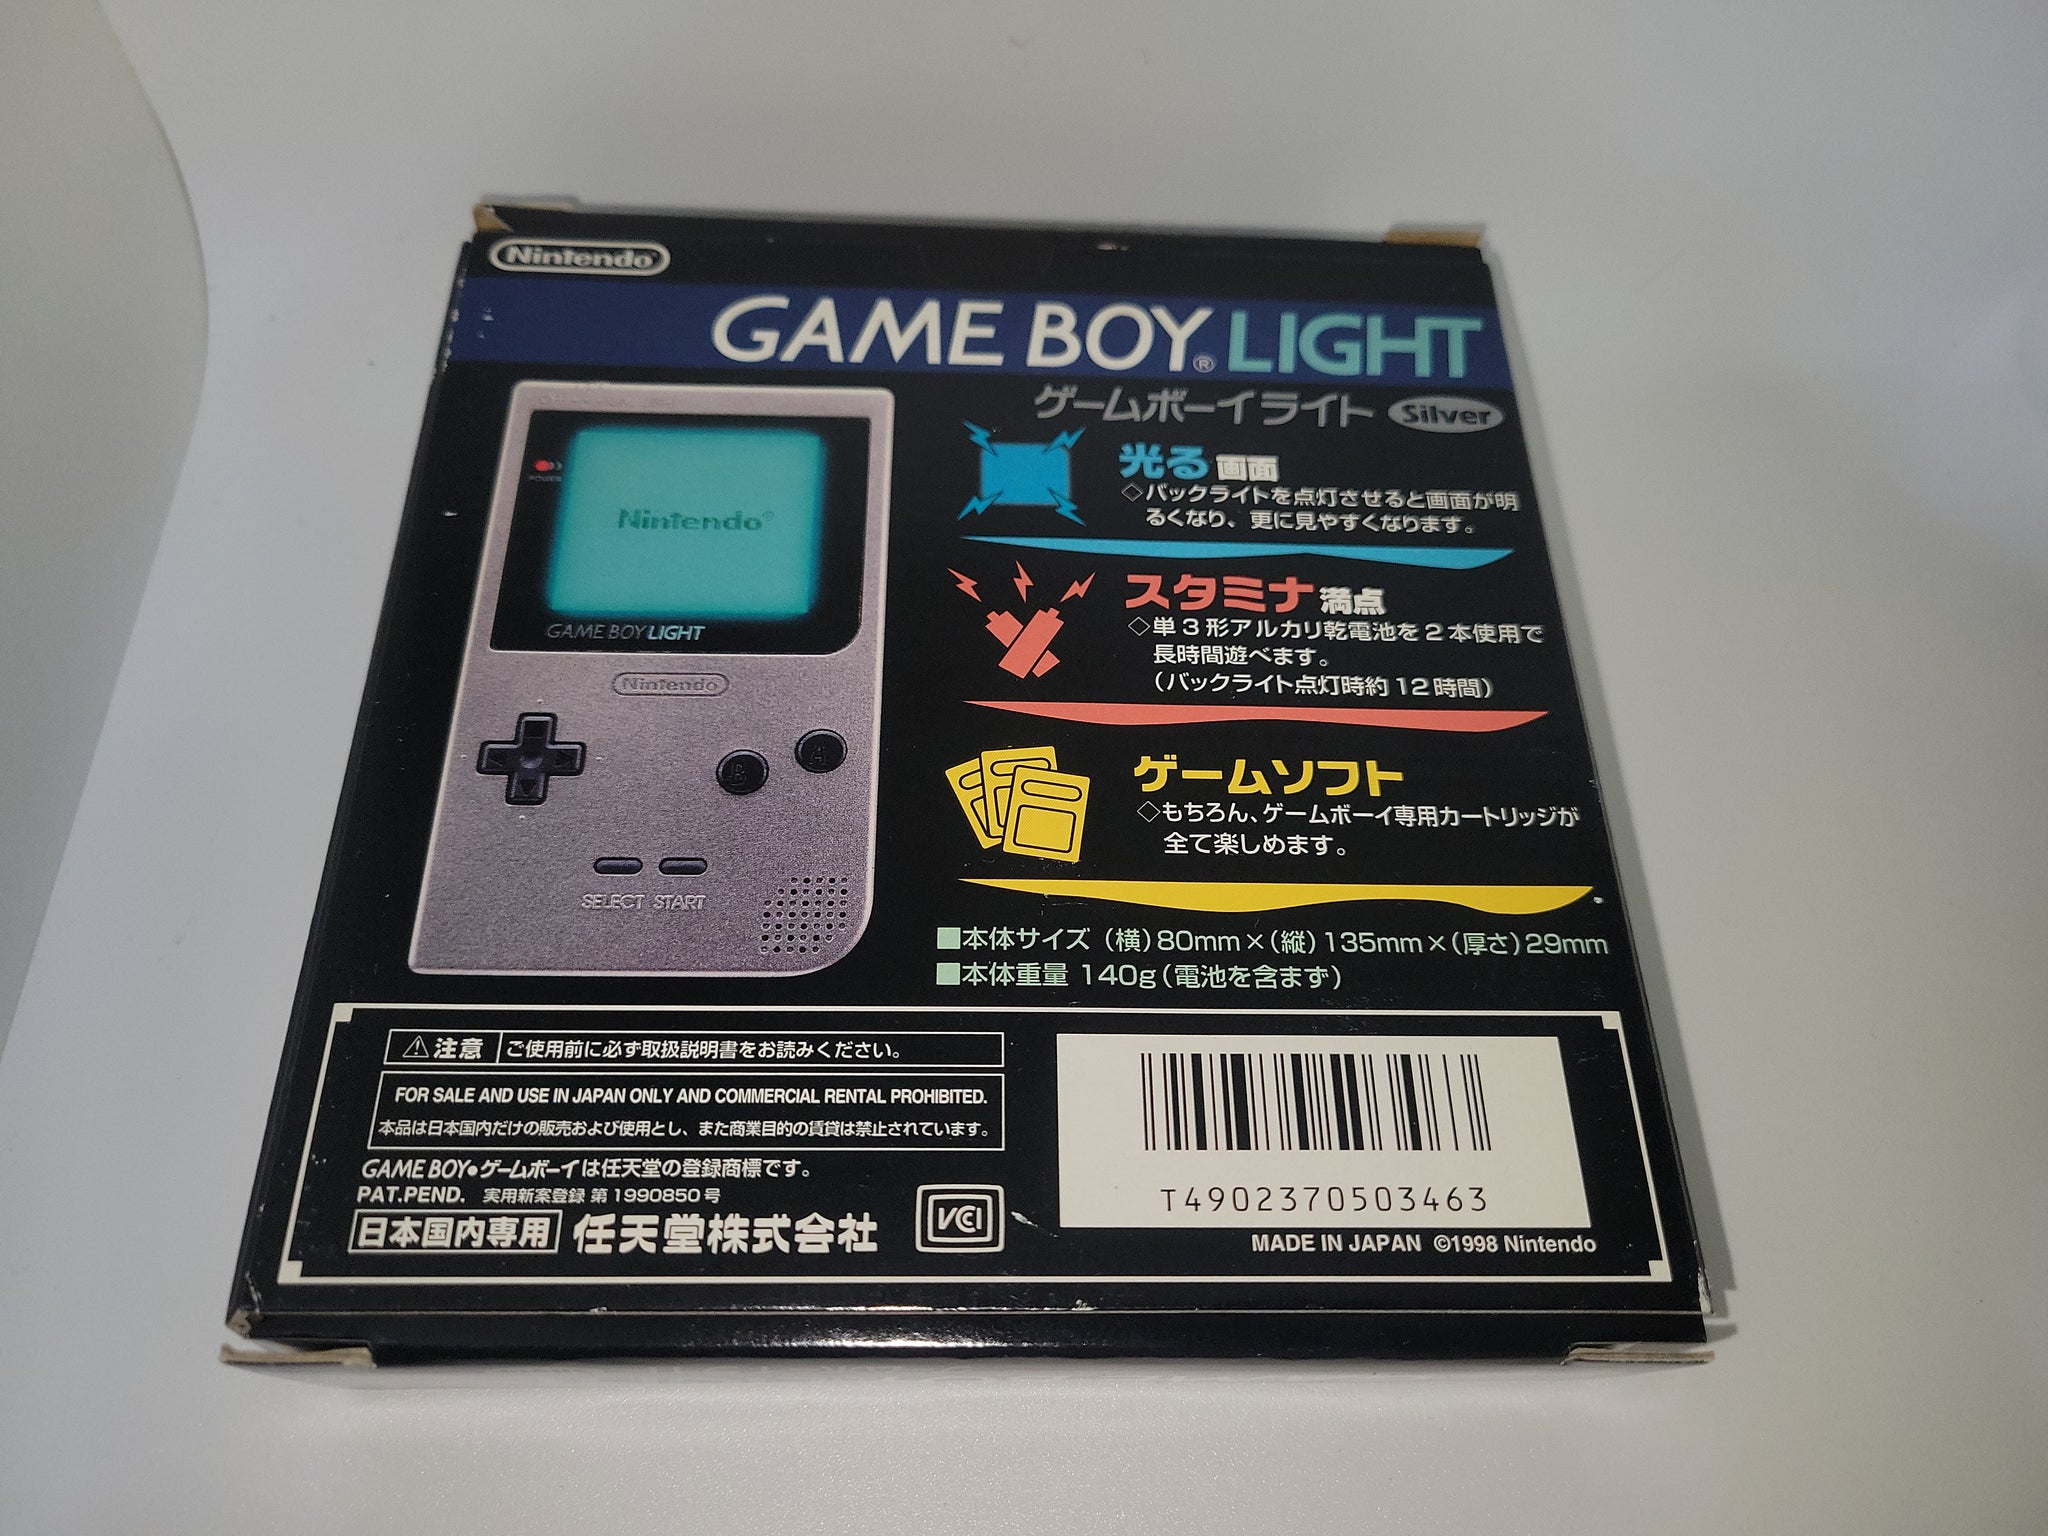 Nintendo
GAME BOY® LIGHT
ゲームボーイライト Silver
POWER
Nintendo®
GAME BOY LIGHT
Nintendo
B
A
SELECT START
光る画面
◇バックライトを点灯させると画面が明
るくなり、更に見やすくなります。
スタミナ満点
◇単3形アルカリ乾電池を2本使用で
長時間遊べます。
(バックライト点灯時約12時間)
ゲームソフト
◇もちろん、ゲームボーイ専用カートリッジが
全て楽しめます。
■本体サイズ (横)80mm×(縦)135mm×(厚さ)29mm
■本体重量 140g(電池を含まず)
⚠注意 ご使用前に必ず取扱説明書をお読みください。
FOR SALE AND USE IN JAPAN ONLY AND COMMERCIAL RENTAL PROHIBITED.
本品は日本国内だけの販売および使用とし、また商業目的の賃貸は禁止されています。
GAME BOY●ゲームボーイは任天堂の登録商標です。
PAT.PEND. 実用新案登録 第1990850号
日本国内専用 任天堂株式会社
VCI
T4902370503463
MADE IN JAPAN ©1998 Nintendo